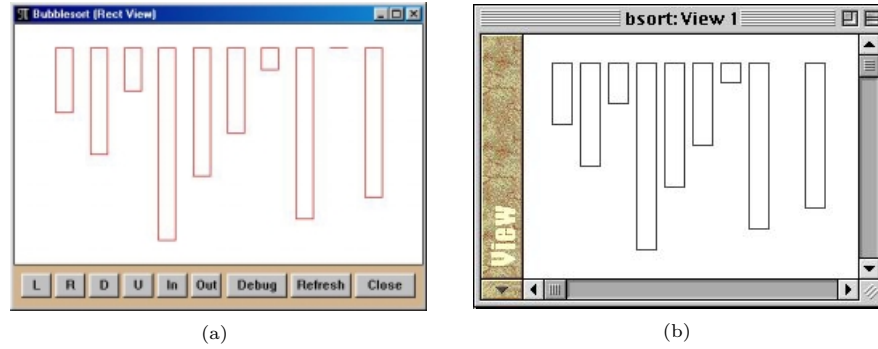 Bubblesort (Rect View)
L R D U In Out Debug Refresh Close
(a)
bsort: View 1
View
(b)